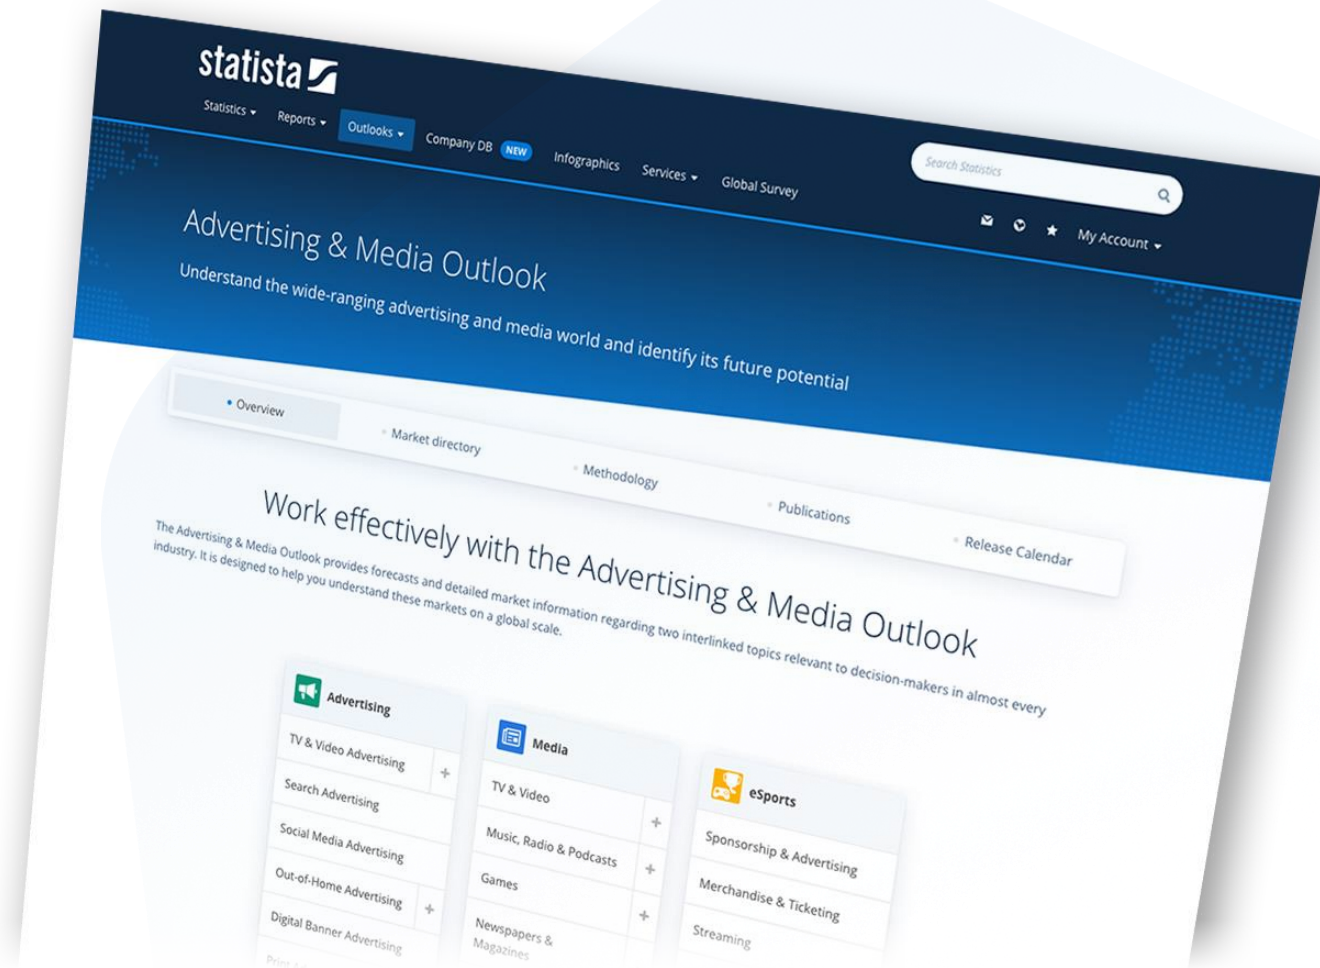 statista
Statistics
Reports
Outlooks
Company DB NEW
Infographics
Services
Global Survey
Search Statistics
My Account
Advertising & Media Outlook
Understand the wide-ranging advertising and media world and identify its future potential
Overview
Market directory
Methodology
Publications
Release Calendar
Work effectively with the Advertising & Media Outlook
The Advertising & Media Outlook provides forecasts and detailed market information regarding two interlinked topics relevant to decision-makers in almost every
industry. It is designed to help you understand these markets on a global scale.
Advertising
TV & Video Advertising +
Search Advertising
Social Media Advertising
Out-of-Home Advertising +
Digital Banner Advertising
Media
TV & Video +
Music, Radio & Podcasts +
Games +
Newspapers &
Magazines
eSports
Sponsorship & Advertising
Merchandise & Ticketing
Streaming